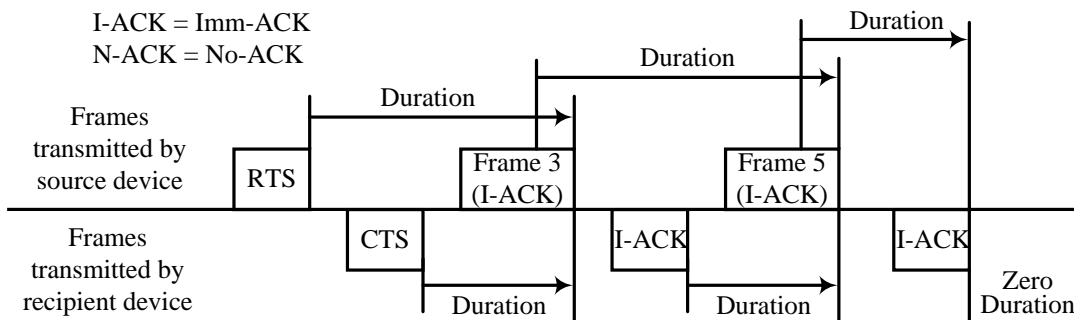 I-ACK = Imm-ACK
N-ACK = No-ACK
Duration
Duration
Duration
Frames
transmitted by
source device
RTS
Frame 3
(I-ACK)
Frame 5
(I-ACK)
Frames
transmitted by
recipient device
CTS
I-ACK
I-ACK
Duration
Duration
Zero
Duration